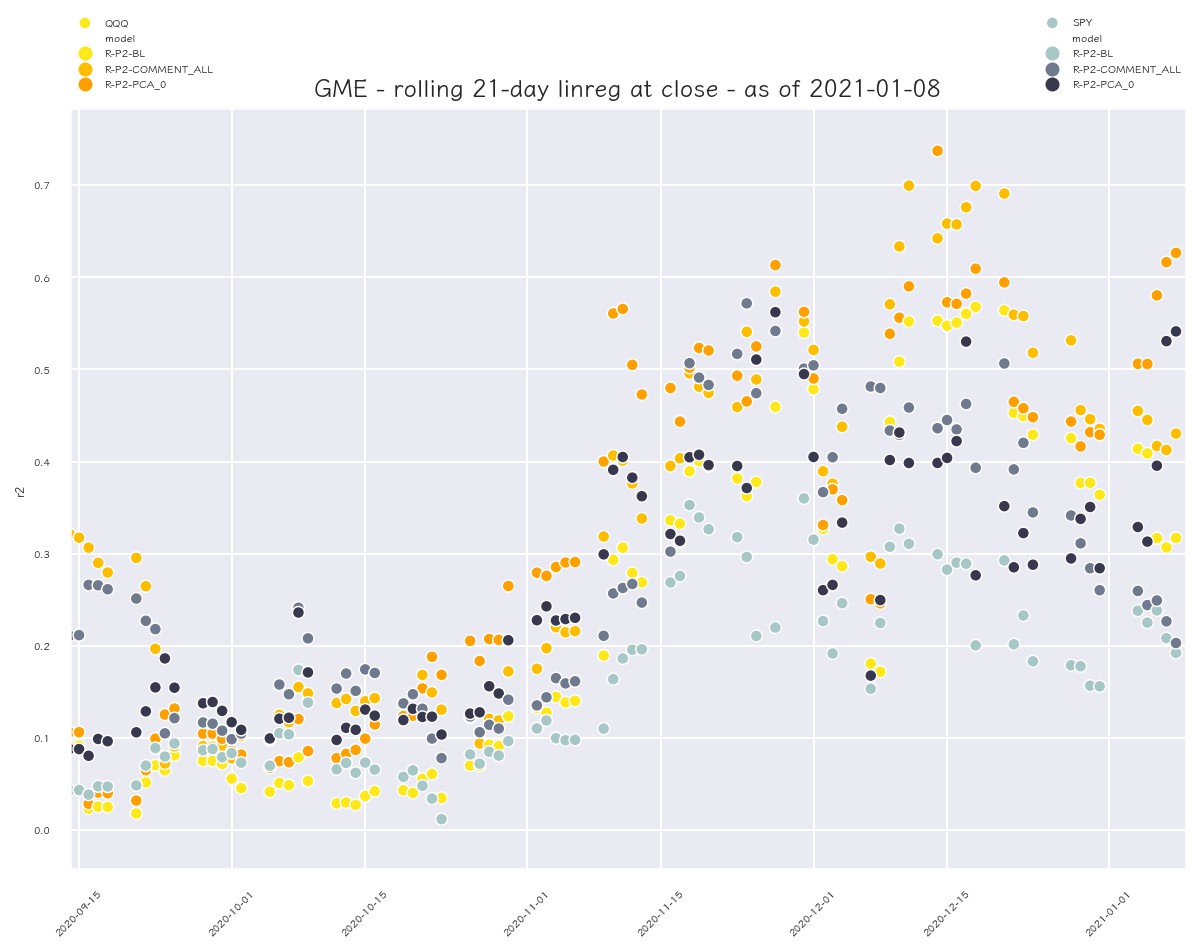 QQQ
model
R-P2-BL
R-P2-COMMENT_ALL
R-P2-PCA_0
SPY
model
R-P2-BL
R-P2-COMMENT_ALL
R-P2-PCA_0
GME - rolling 21-day linreg at close - as of 2021-01-08
0.7
0.6
0.5
0.4
0.3
0.2
0.1
0.0
r2
2020-09-15
2020-10-01
2020-10-15
2020-11-01
2020-11-15
2020-12-01
2020-12-15
2021-01-01